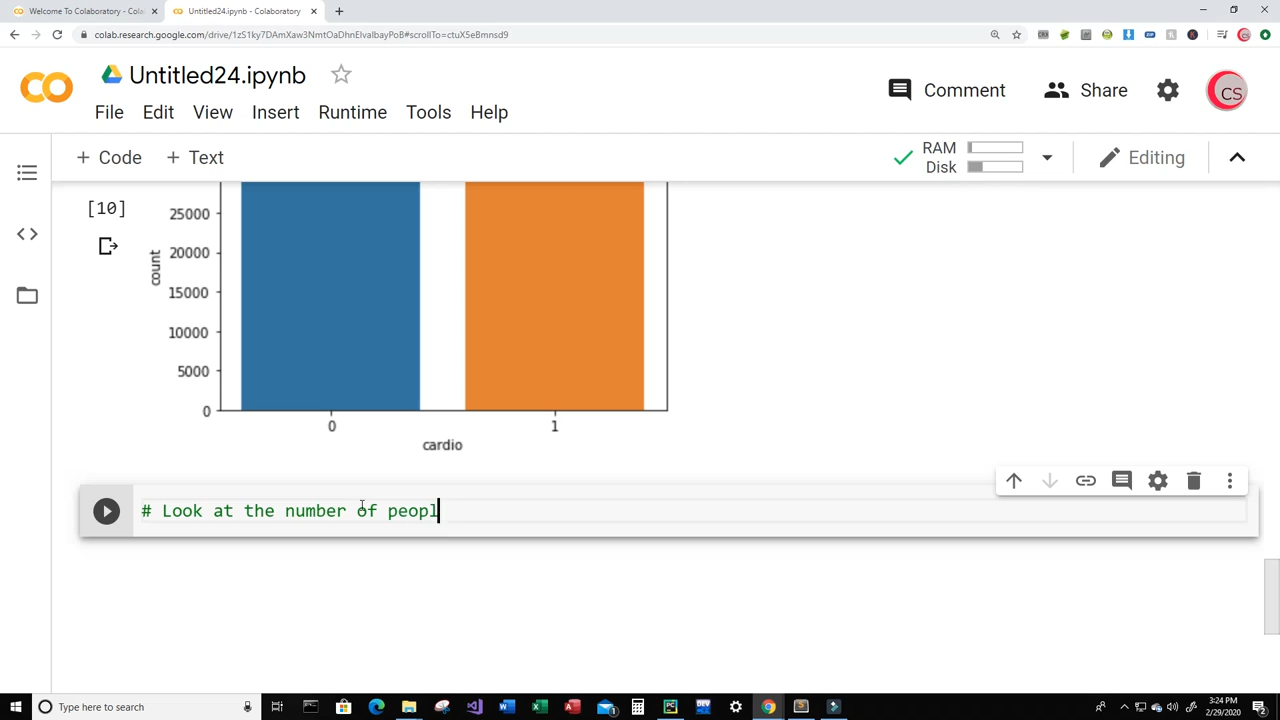 Welcome To Colaboratory - Cola
Untitled24.ipynb - Colaboratory
colab.research.google.com/drive/1zS1ky7DAmXaw3NmtOaDhnElvaIbayPoB#scrollTo=ctuX5eBmnsd9
CO
Untitled24.ipynb
Comment
Share
CS
File Edit View Insert Runtime Tools Help
+ Code + Text
RAM
Disk
Editing
[10]
25000
20000
15000
10000
5000
0
count
0 1
cardio
# Look at the number of peopl
Type here to search
3:24 PM
2/29/2020